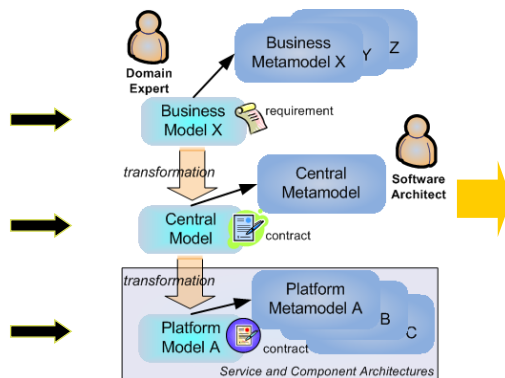 Domain
Expert
Business
Metamodel X
Y
Z
Business
Model X
requirement
transformation
Central
Metamodel
Software
Architect
Central
Model
contract
transformation
Platform
Metamodel A
B
C
Platform
Model A
contract
Service and Component Architectures